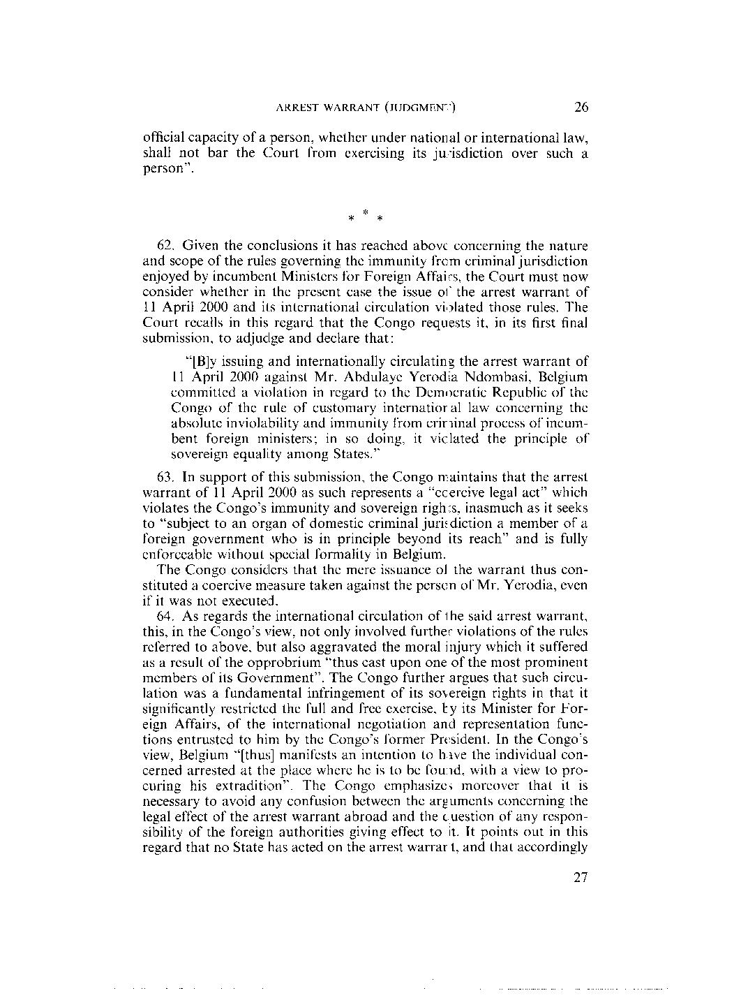 ARREST WARRANT (JUDGMENT) 26
official capacity of a person, whether under national or international law,
shall not bar the Court from exercising its jurisdiction over such a
person".
* * *
62. Given the conclusions it has reached above concerning the nature
and scope of the rules governing the immunity from criminal jurisdiction
enjoyed by incumbent Ministers for Foreign Affairs, the Court must now
consider whether in the present case the issue of the arrest warrant of
11 April 2000 and its international circulation violated those rules. The
Court recalls in this regard that the Congo requests it, in its first final
submission, to adjudge and declare that:
"[B]y issuing and internationally circulating the arrest warrant of
11 April 2000 against Mr. Abdulaye Yerodia Ndombasi, Belgium
committed a violation in regard to the Democratic Republic of the
Congo of the rule of customary international law concerning the
absolute inviolability and immunity from criminal process of incum-
bent foreign ministers; in so doing, it violated the principle of
sovereign equality among States."
63. In support of this submission, the Congo maintains that the arrest
warrant of 11 April 2000 as such represents a "coercive legal act" which
violates the Congo's immunity and sovereign rights, inasmuch as it seeks
to "subject to an organ of domestic criminal jurisdiction a member of a
foreign government who is in principle beyond its reach" and is fully
enforceable without special formality in Belgium.
The Congo considers that the mere issuance of the warrant thus con-
stituted a coercive measure taken against the person of Mr. Yerodia, even
if it was not executed.
64. As regards the international circulation of the said arrest warrant,
this, in the Congo's view, not only involved further violations of the rules
referred to above, but also aggravated the moral injury which it suffered
as a result of the opprobrium "thus cast upon one of the most prominent
members of its Government". The Congo further argues that such circu-
lation was a fundamental infringement of its sovereign rights in that it
significantly restricted the full and free exercise, by its Minister for For-
eign Affairs, of the international negotiation and representation func-
tions entrusted to him by the Congo's former President. In the Congo's
view, Belgium "[thus] manifests an intention to have the individual con-
cerned arrested at the place where he is to be found, with a view to pro-
curing his extradition". The Congo emphasizes moreover that it is
necessary to avoid any confusion between the arguments concerning the
legal effect of the arrest warrant abroad and the question of any respon-
sibility of the foreign authorities giving effect to it. It points out in this
regard that no State has acted on the arrest warrant, and that accordingly
27